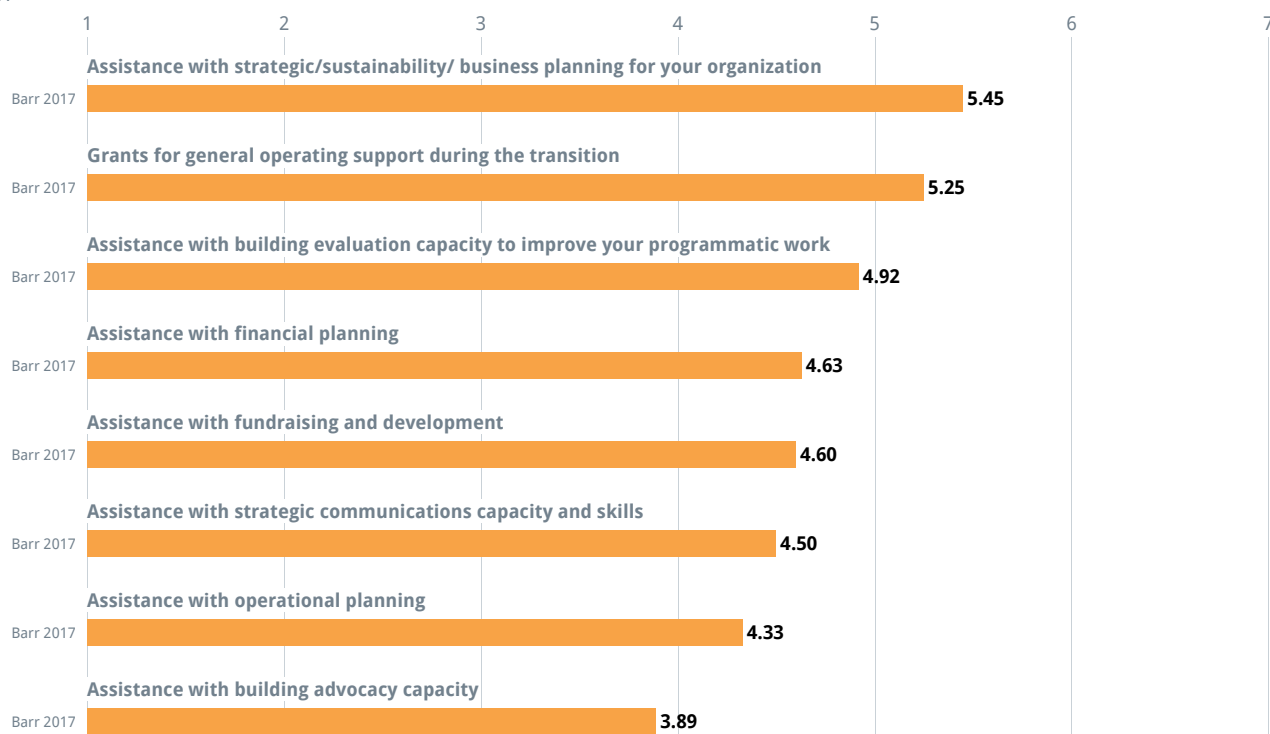 1 2 3 4 5 6 7
Assistance with strategic/sustainability/ business planning for your organization
Barr 2017 5.45
Grants for general operating support during the transition
Barr 2017 5.25
Assistance with building evaluation capacity to improve your programmatic work
Barr 2017 4.92
Assistance with financial planning
Barr 2017 4.63
Assistance with fundraising and development
Barr 2017 4.60
Assistance with strategic communications capacity and skills
Barr 2017 4.50
Assistance with operational planning
Barr 2017 4.33
Assistance with building advocacy capacity
Barr 2017 3.89